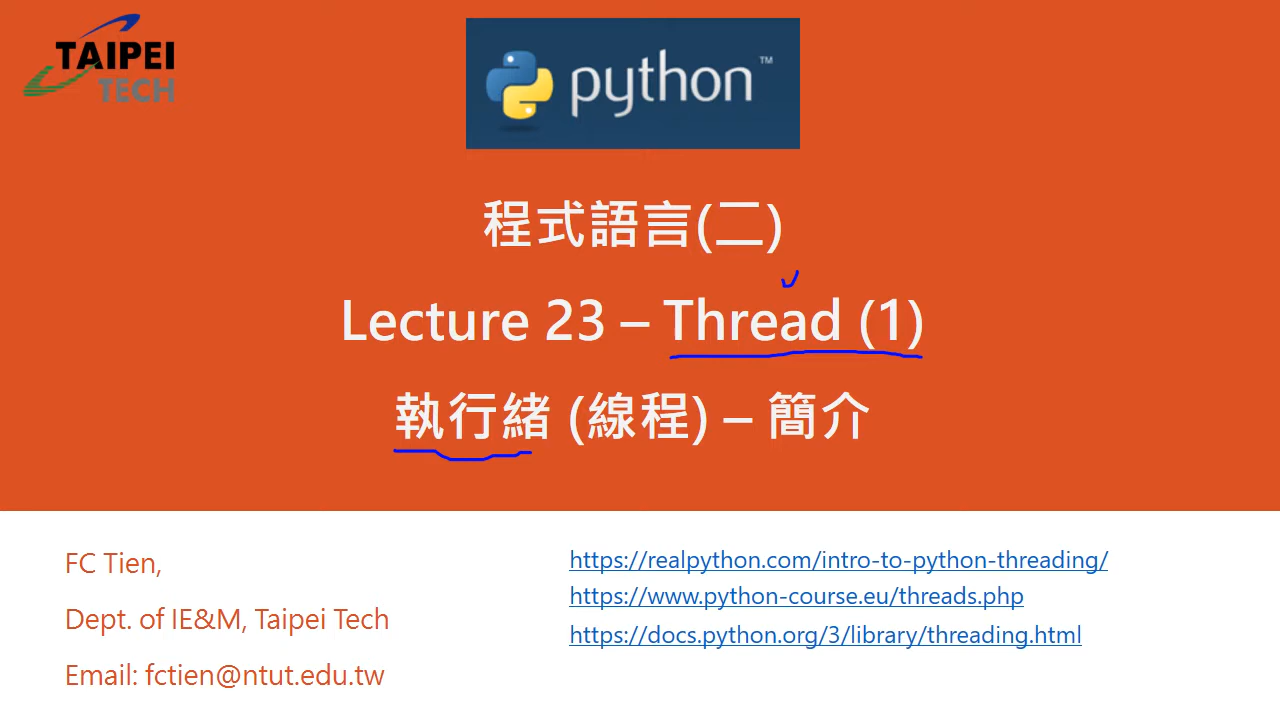 TAIPEI
TECH
python™
程式語言(二)
Lecture 23 – Thread (1)
執行緒 (線程) – 簡介
FC Tien,
Dept. of IE&M, Taipei Tech
Email: fctien@ntut.edu.tw
https://realpython.com/intro-to-python-threading/
https://www.python-course.eu/threads.php
https://docs.python.org/3/library/threading.html